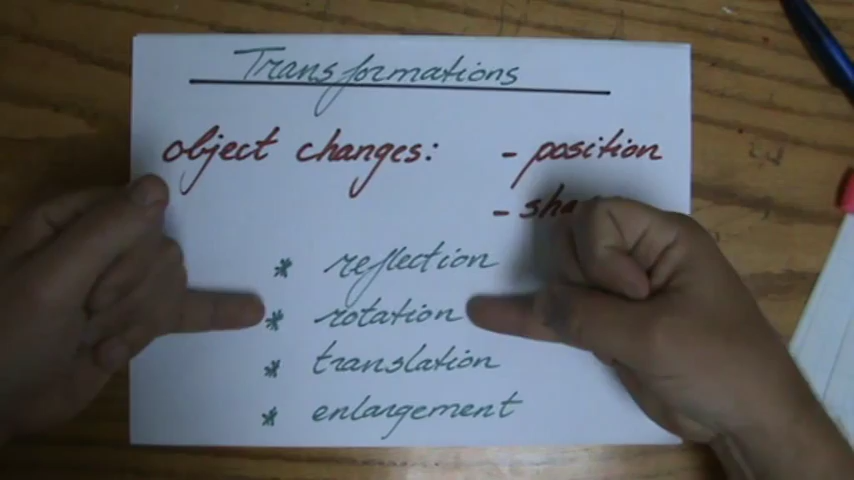 Transformations
object changes: - position
-
* reflection
* rotation
* translation
* enlargement